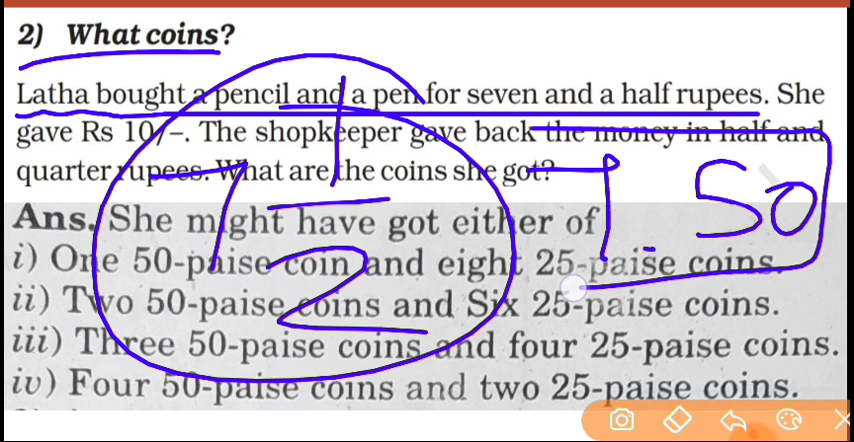 2) What coins?
Latha bought a pencil and a pen for seven and a half rupees. She
gave Rs 10/–. The shopkeeper gave back the money in half and
quarter rupees. What are the coins she got?
Ans. She might have got either of
i) One 50-paise coin and eight 25-paise coins.
ii) Two 50-paise coins and Six 25-paise coins.
iii) Three 50-paise coins and four 25-paise coins.
iv) Four 50-paise coins and two 25-paise coins.
7 1 2
50